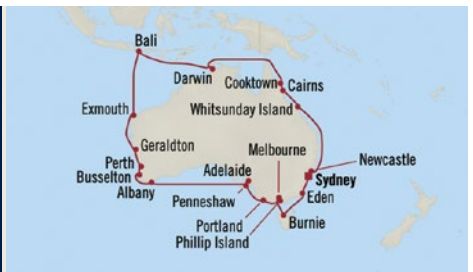 Bali
Darwin
Cooktown
Cairns
Exmouth
Whitsunday Island
Geraldton
Melbourne
Newcastle
Perth
Adelaide
Busselton
Sydney
Albany
Eden
Penneshaw
Portland
Burnie
Phillip Island